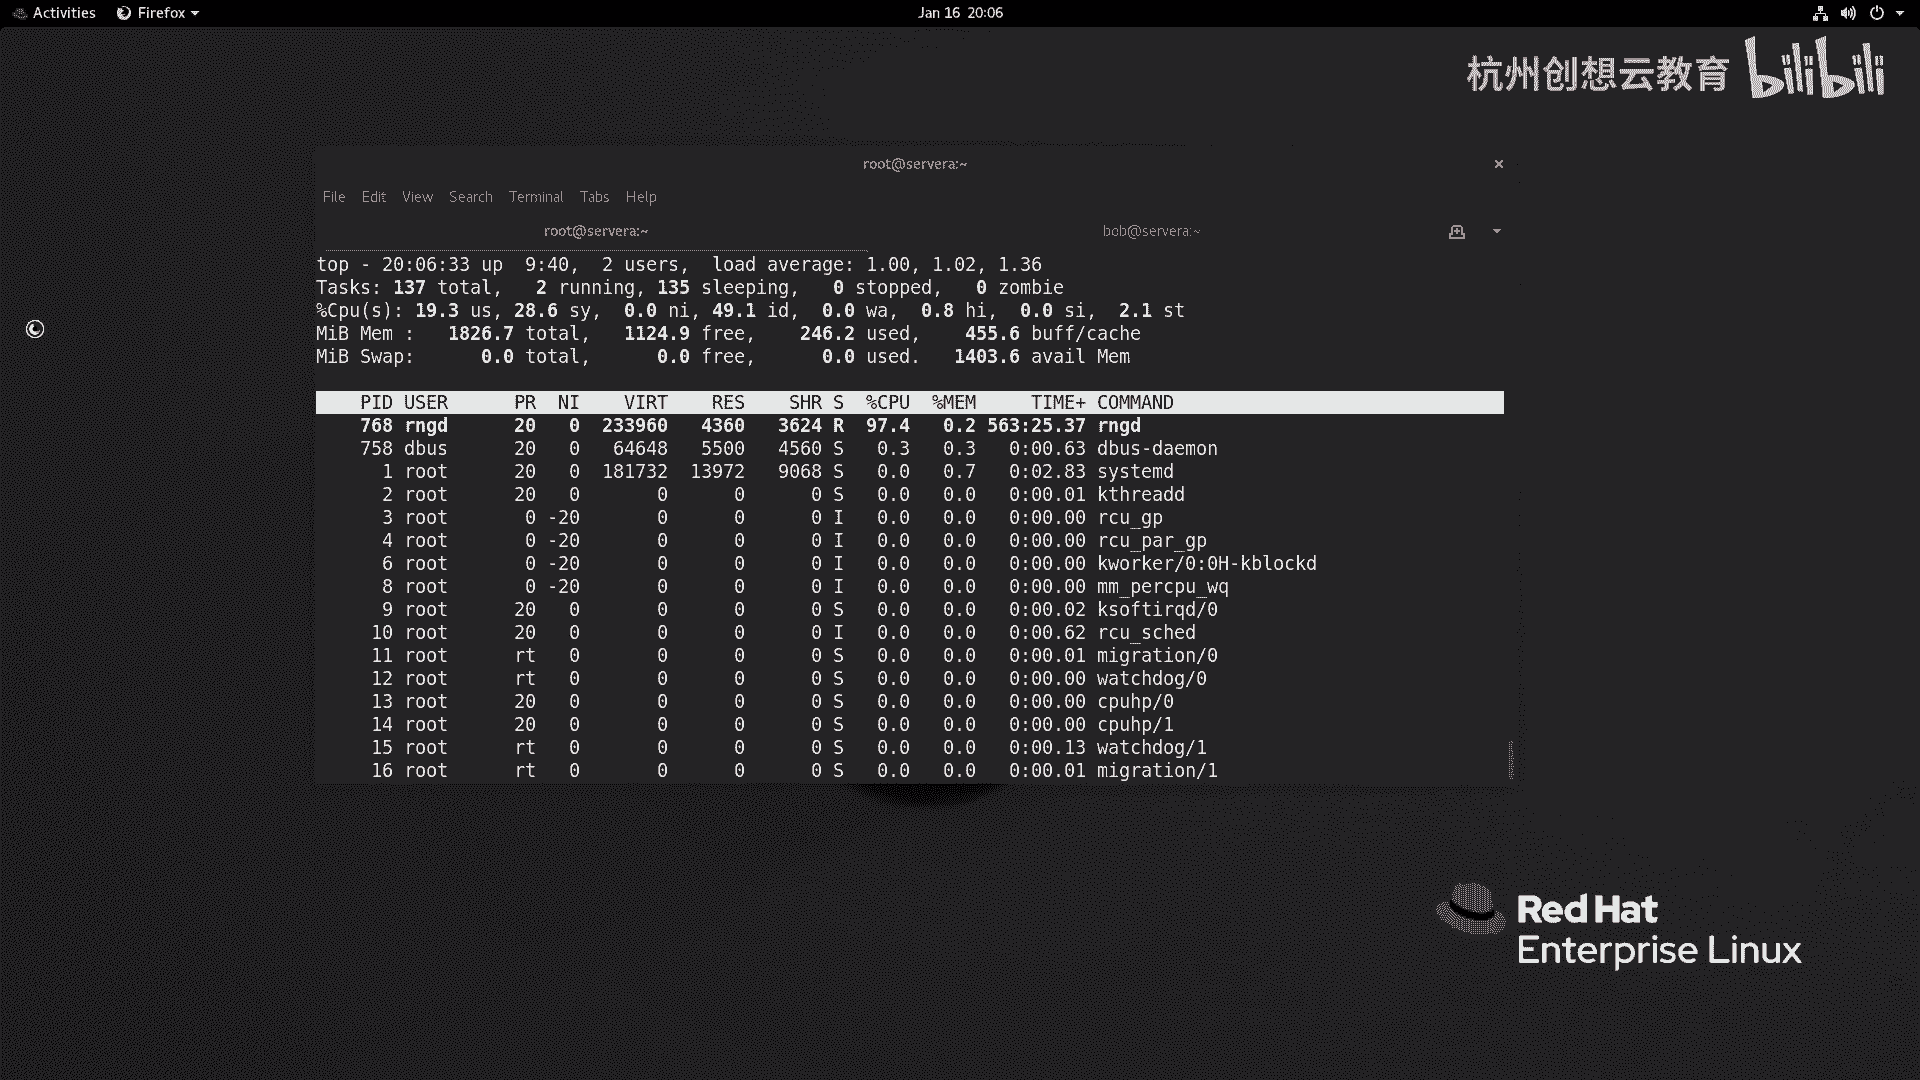 Activities Firefox Jan 16 20:06
杭州创想云教育 bilibili
root@servera:~
File Edit View Search Terminal Tabs Help
root@servera:~ bob@servera:~
top - 20:06:33 up  9:40,  2 users,  load average: 1.00, 1.02, 1.36
Tasks: 137 total,   2 running, 135 sleeping,   0 stopped,   0 zombie
%Cpu(s): 19.3 us, 28.6 sy,  0.0 ni, 49.1 id,  0.0 wa,  0.8 hi,  0.0 si,  2.1 st
MiB Mem :   1826.7 total,   1124.9 free,    246.2 used,    455.6 buff/cache
MiB Swap:      0.0 total,      0.0 free,      0.0 used.   1403.6 avail Mem
PID USER      PR  NI    VIRT    RES    SHR S  %CPU  %MEM     TIME+ COMMAND
768 rngd      20   0  233960   4360   3624 R  97.4   0.2 563:25.37 rngd
758 dbus      20   0   64648   5500   4560 S   0.3   0.3   0:00.63 dbus-daemon
1 root      20   0  181732  13972   9068 S   0.0   0.7   0:02.83 systemd
2 root      20   0       0      0      0 S   0.0   0.0   0:00.01 kthreadd
3 root       0 -20       0      0      0 I   0.0   0.0   0:00.00 rcu_gp
4 root       0 -20       0      0      0 I   0.0   0.0   0:00.00 rcu_par_gp
6 root       0 -20       0      0      0 I   0.0   0.0   0:00.00 kworker/0:0H-kblockd
8 root       0 -20       0      0      0 I   0.0   0.0   0:00.00 mm_percpu_wq
9 root      20   0       0      0      0 S   0.0   0.0   0:00.02 ksoftirqd/0
10 root      20   0       0      0      0 I   0.0   0.0   0:00.62 rcu_sched
11 root      rt   0       0      0      0 S   0.0   0.0   0:00.01 migration/0
12 root      rt   0       0      0      0 S   0.0   0.0   0:00.00 watchdog/0
13 root      20   0       0      0      0 S   0.0   0.0   0:00.00 cpuhp/0
14 root      20   0       0      0      0 S   0.0   0.0   0:00.00 cpuhp/1
15 root      rt   0       0      0      0 S   0.0   0.0   0:00.13 watchdog/1
16 root      rt   0       0      0      0 S   0.0   0.0   0:00.01 migration/1
Red Hat
Enterprise Linux